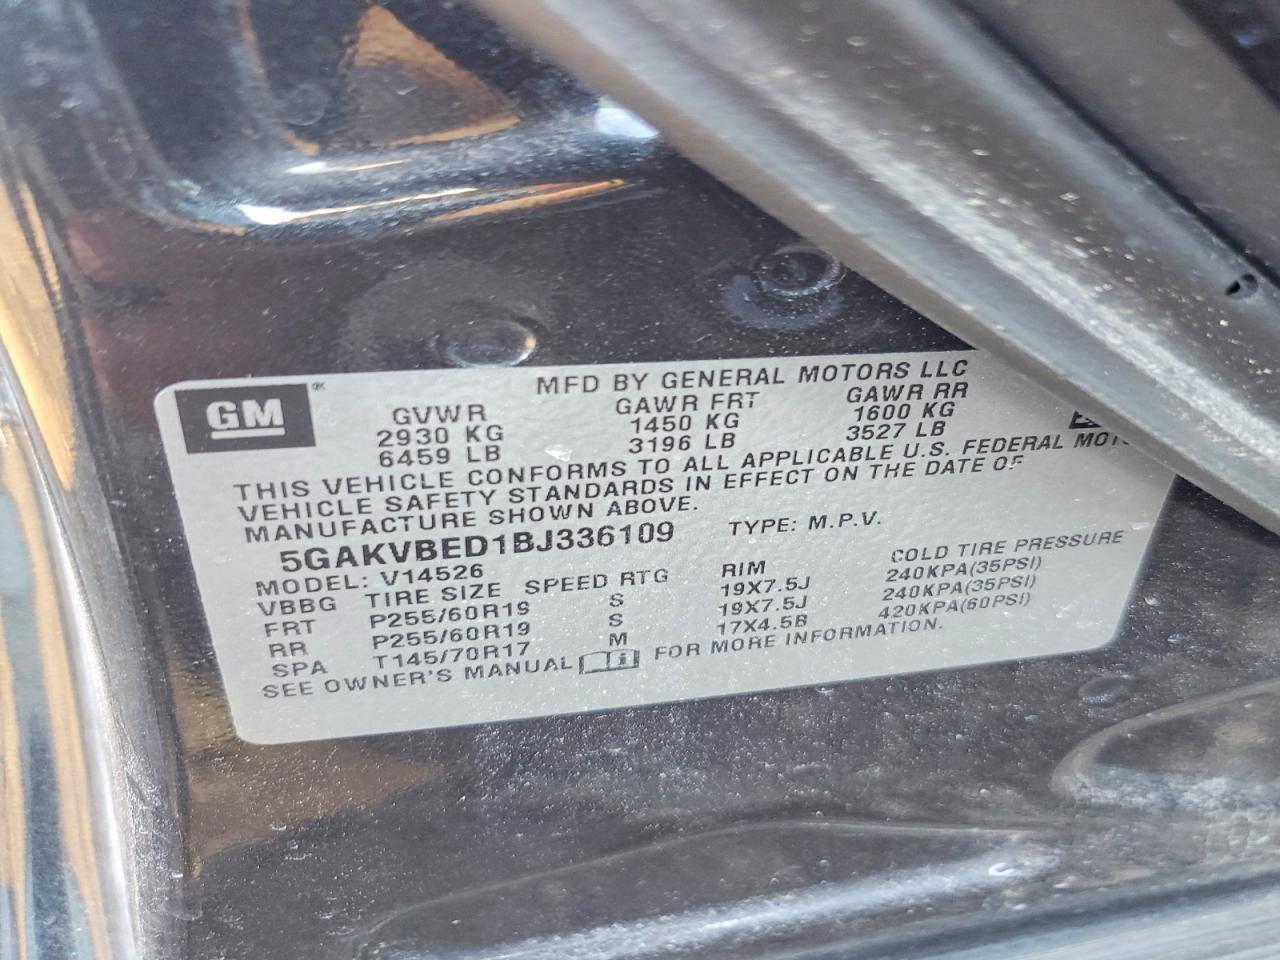 GM ®
MFD BY GENERAL MOTORS LLC
GVWR GAWR FRT GAWR RR
2930 KG 1450 KG 1600 KG
6459 LB 3196 LB 3527 LB
THIS VEHICLE CONFORMS TO ALL APPLICABLE U.S. FEDERAL
VEHICLE SAFETY STANDARDS IN EFFECT ON THE DATE OF
MANUFACTURE SHOWN ABOVE.
5GAKVBED1BJ336109 TYPE: M.P.V.
MODEL: V14526
VBBG TIRE SIZE SPEED RTG RIM COLD TIRE PRESSURE
FRT P255/60R19 S 19X7.5J 240KPA(35PSI)
RR P255/60R19 S 19X7.5J 240KPA(35PSI)
SPA T145/70R17 M 17X4.5B 420KPA(60PSI)
SEE OWNER'S MANUAL i FOR MORE INFORMATION.